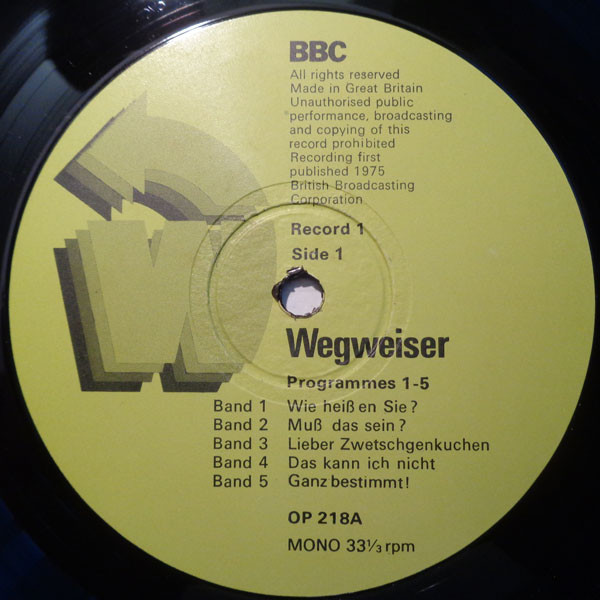 BBC
All rights reserved
Made in Great Britain
Unauthorised public
performance, broadcasting
and copying of this
record prohibited
Recording first
published 1975
British Broadcasting
Corporation
Record 1
Side 1
Wegweiser
Programmes 1-5
Band 1 Wie heißen Sie?
Band 2 Muß das sein?
Band 3 Lieber Zwetschgenkuchen
Band 4 Das kann ich nicht
Band 5 Ganz bestimmt!
OP 218A
MONO 33⅓ rpm